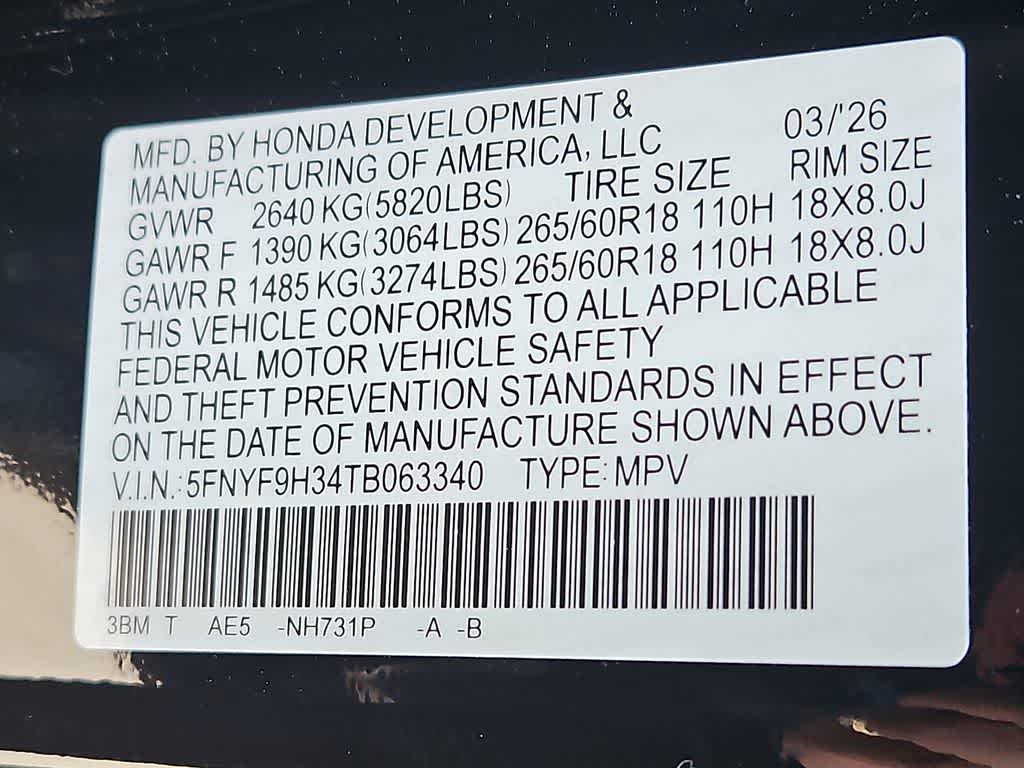 MFD. BY HONDA DEVELOPMENT &
MANUFACTURING OF AMERICA, LLC 03/'26
GVWR 2640 KG(5820LBS) TIRE SIZE RIM SIZE
GAWR F 1390 KG(3064LBS) 265/60R18 110H 18X8.0J
GAWR R 1485 KG(3274LBS) 265/60R18 110H 18X8.0J
THIS VEHICLE CONFORMS TO ALL APPLICABLE
FEDERAL MOTOR VEHICLE SAFETY
AND THEFT PREVENTION STANDARDS IN EFFECT
ON THE DATE OF MANUFACTURE SHOWN ABOVE.
V.I.N.: 5FNYF9H34TB063340 TYPE: MPV
3BM T AE5 -NH731P -A -B